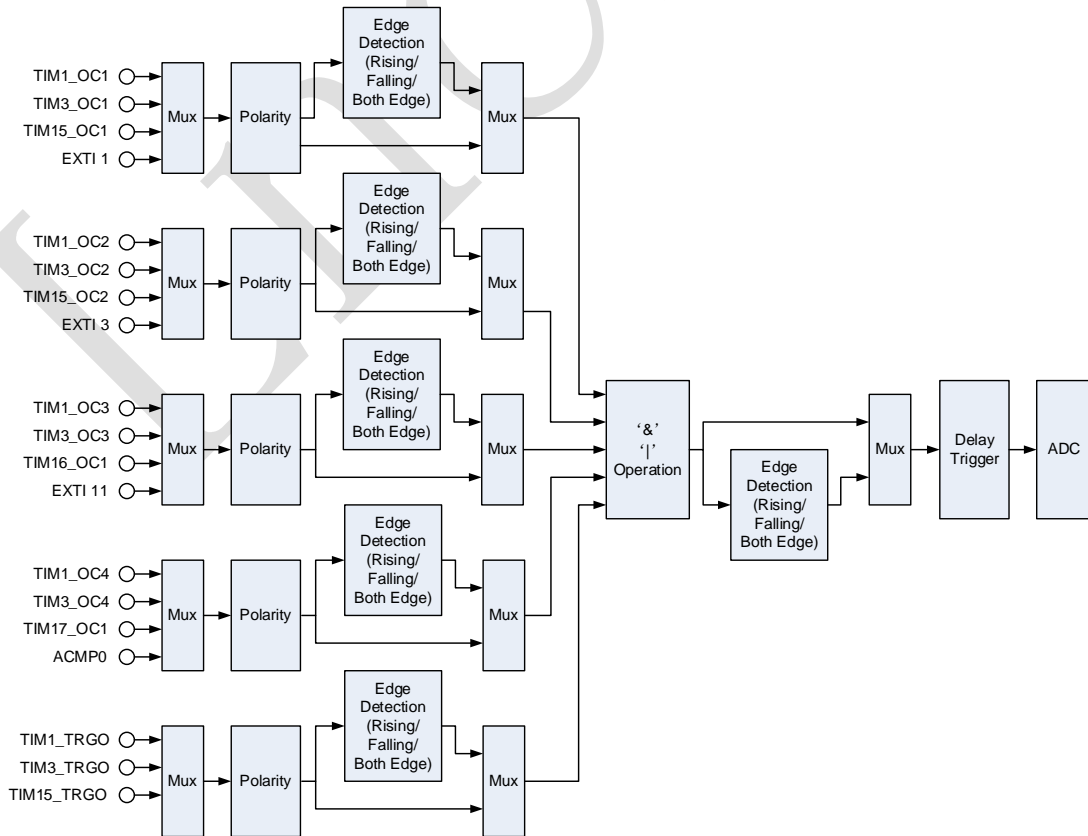 TIM1_OC1
TIM3_OC1
TIM15_OC1
EXTI 1
Mux
Polarity
Edge
Detection
(Rising/
Falling/
Both Edge)
Mux
TIM1_OC2
TIM3_OC2
TIM15_OC2
EXTI 3
Mux
Polarity
Edge
Detection
(Rising/
Falling/
Both Edge)
Mux
TIM1_OC3
TIM3_OC3
TIM16_OC1
EXTI 11
Mux
Polarity
Edge
Detection
(Rising/
Falling/
Both Edge)
Mux
TIM1_OC4
TIM3_OC4
TIM17_OC1
ACMP0
Mux
Polarity
Edge
Detection
(Rising/
Falling/
Both Edge)
Mux
TIM1_TRGO
TIM3_TRGO
TIM15_TRGO
Mux
Polarity
Edge
Detection
(Rising/
Falling/
Both Edge)
Mux
‘&’
‘|’
Operation
Edge
Detection
(Rising/
Falling/
Both Edge)
Mux
Delay
Trigger
ADC